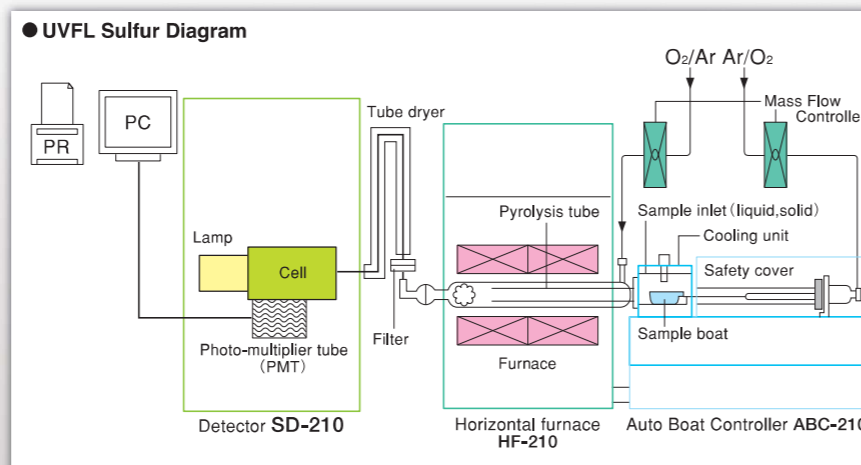 ● UVFL Sulfur Diagram
O2/Ar Ar/O2
Mass Flow
Controlle
PR
PC
Tube dryer
Pyrolysis tube
Sample inlet (liquid,solid)
Cooling unit
Safety cover
Lamp
Cell
Photo-multiplier tube
(PMT)
Filter
Furnace
Sample boat
Detector SD-210
Horizontal furnace
HF-210
Auto Boat Controller ABC-210